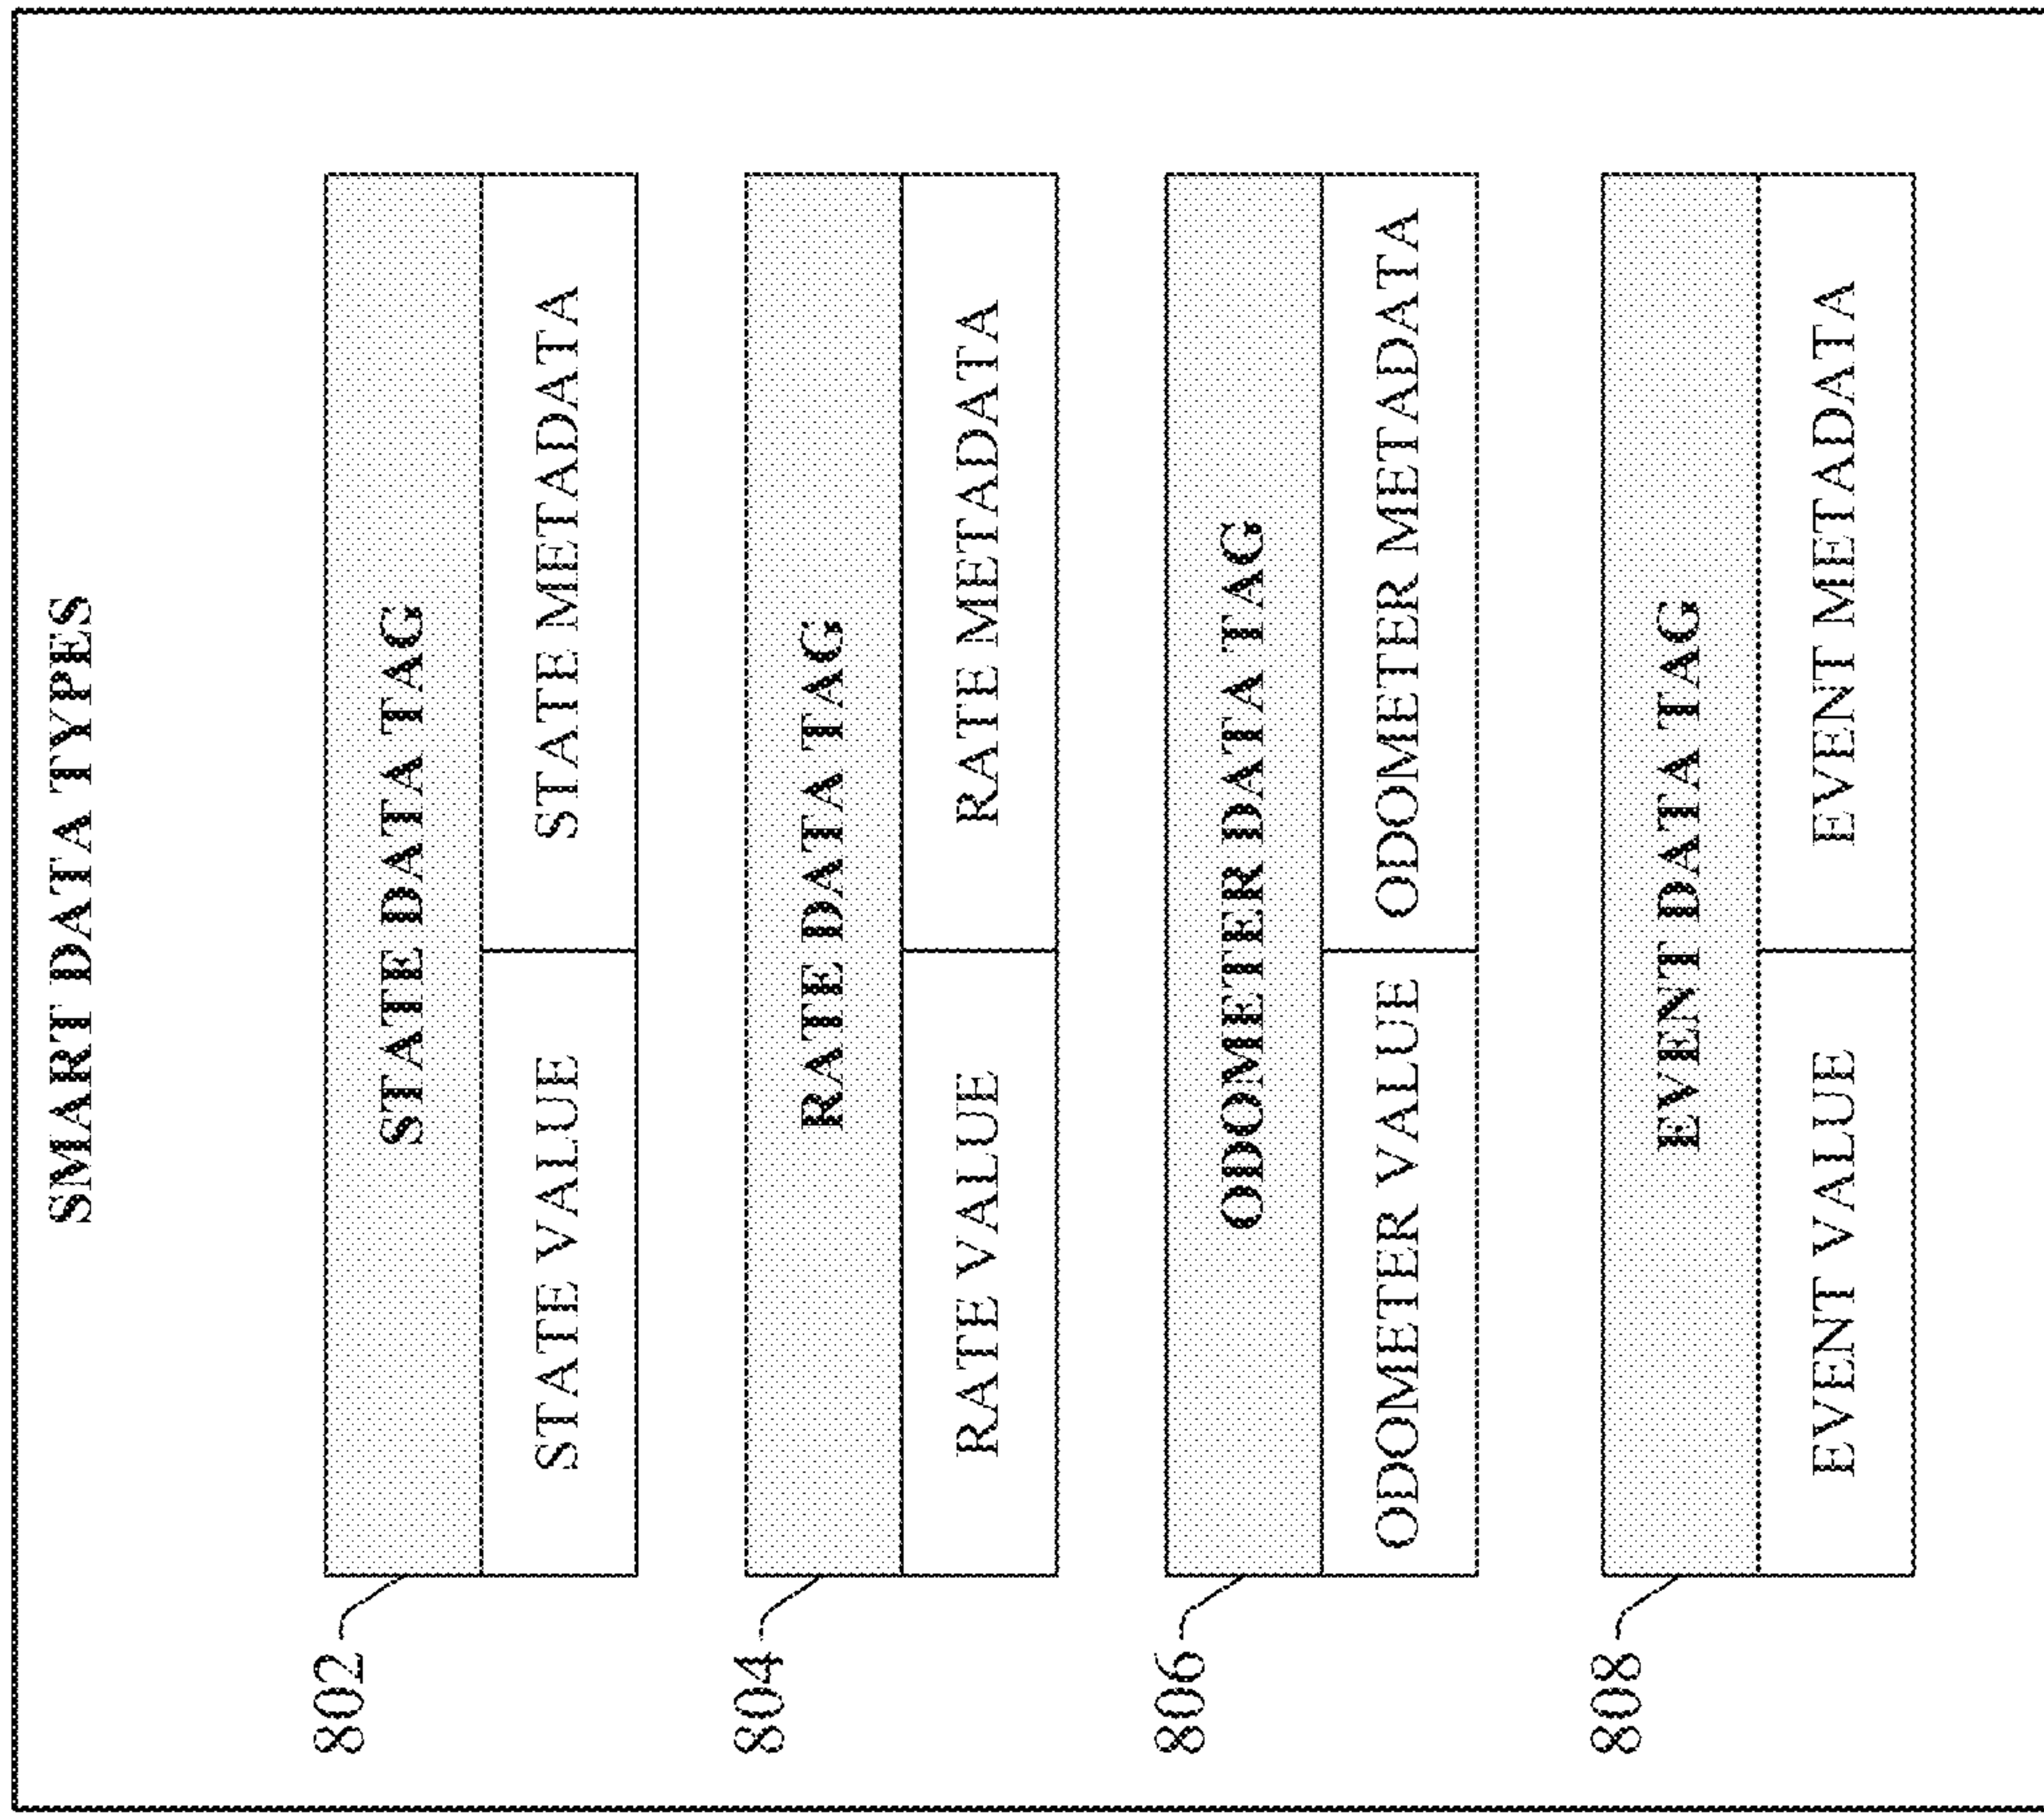 SMART DATA TYPES
802
STATE DATA TAG
STATE VALUE STATE METADATA
804
RATE DATA TAG
RATE VALUE RATE METADATA
806
ODOMETER DATA TAG
ODOMETER VALUE ODOMETER METADATA
808
EVENT DATA TAG
EVENT VALUE EVENT METADATA